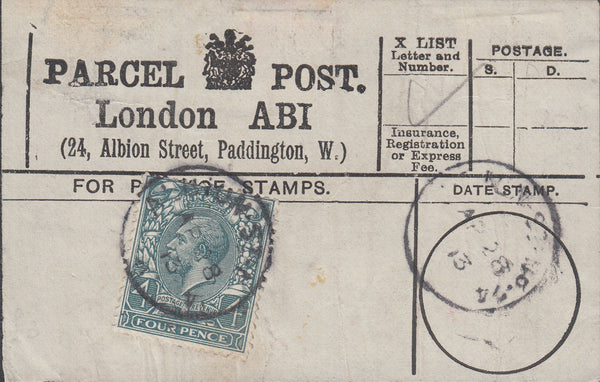 PARCEL POST.
London ABI
(24, Albion Street, Paddington, W.)
X LIST
Letter and
Number.
POSTAGE.
S. D.
Insurance,
Registration
or Express
Fee.
FOR STAMPS.
DATE STAMP.
POSTAGE
FOUR PENCE